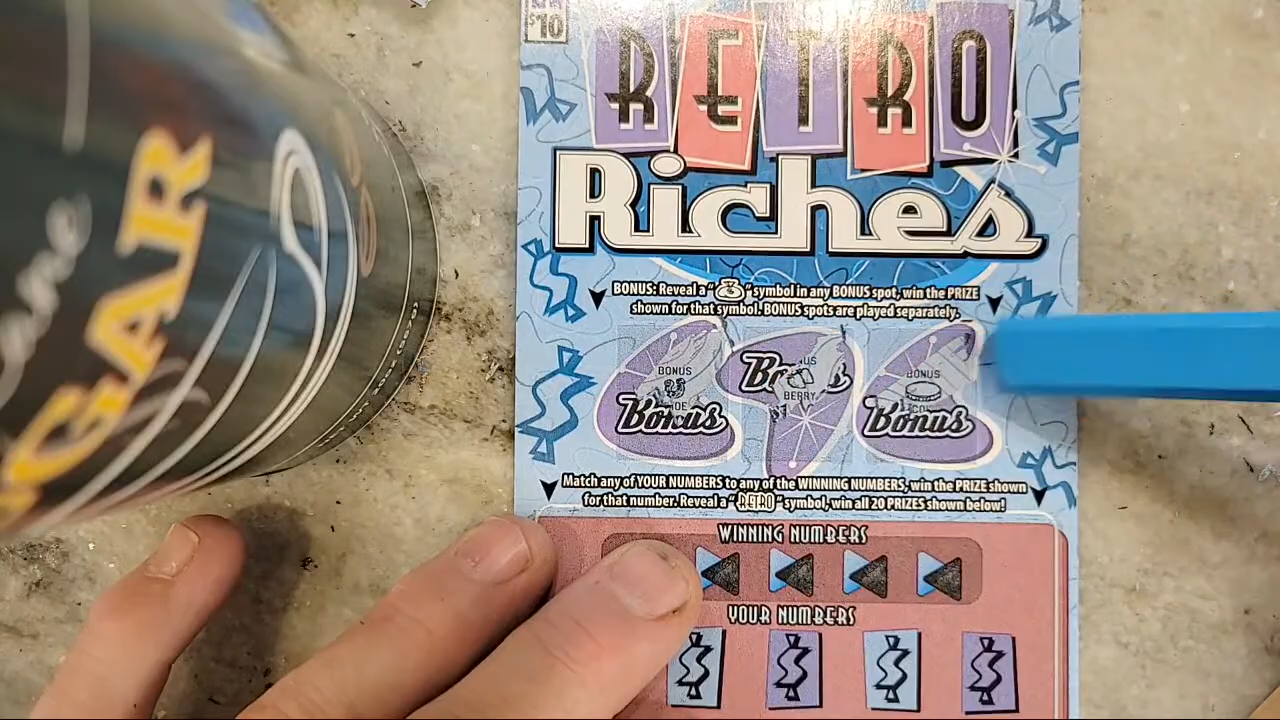 $10
RETRO
Riches
BONUS: Reveal a " " symbol in any BONUS spot, win the PRIZE
shown for that symbol. BONUS spots are played separately.
BONUS
Bonus
BERRY
BONUS
Bonus
Match any of YOUR NUMBERS to any of the WINNING NUMBERS, win the PRIZE shown
for that number. Reveal a "RETRO" symbol, win all 20 PRIZES shown below!
WINNING NUMBERS
YOUR NUMBERS
GAR